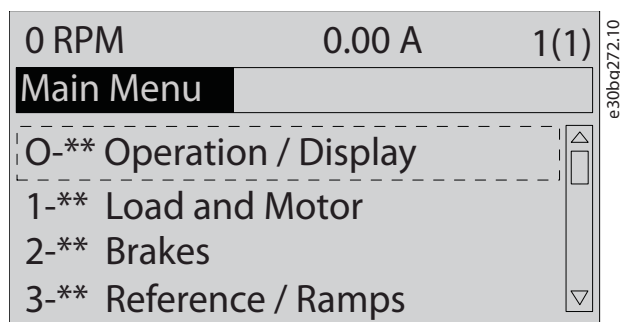 0 RPM 0.00 A 1(1)
Main Menu
O-** Operation / Display
1-** Load and Motor
2-** Brakes
3-** Reference / Ramps
e30bq272.10